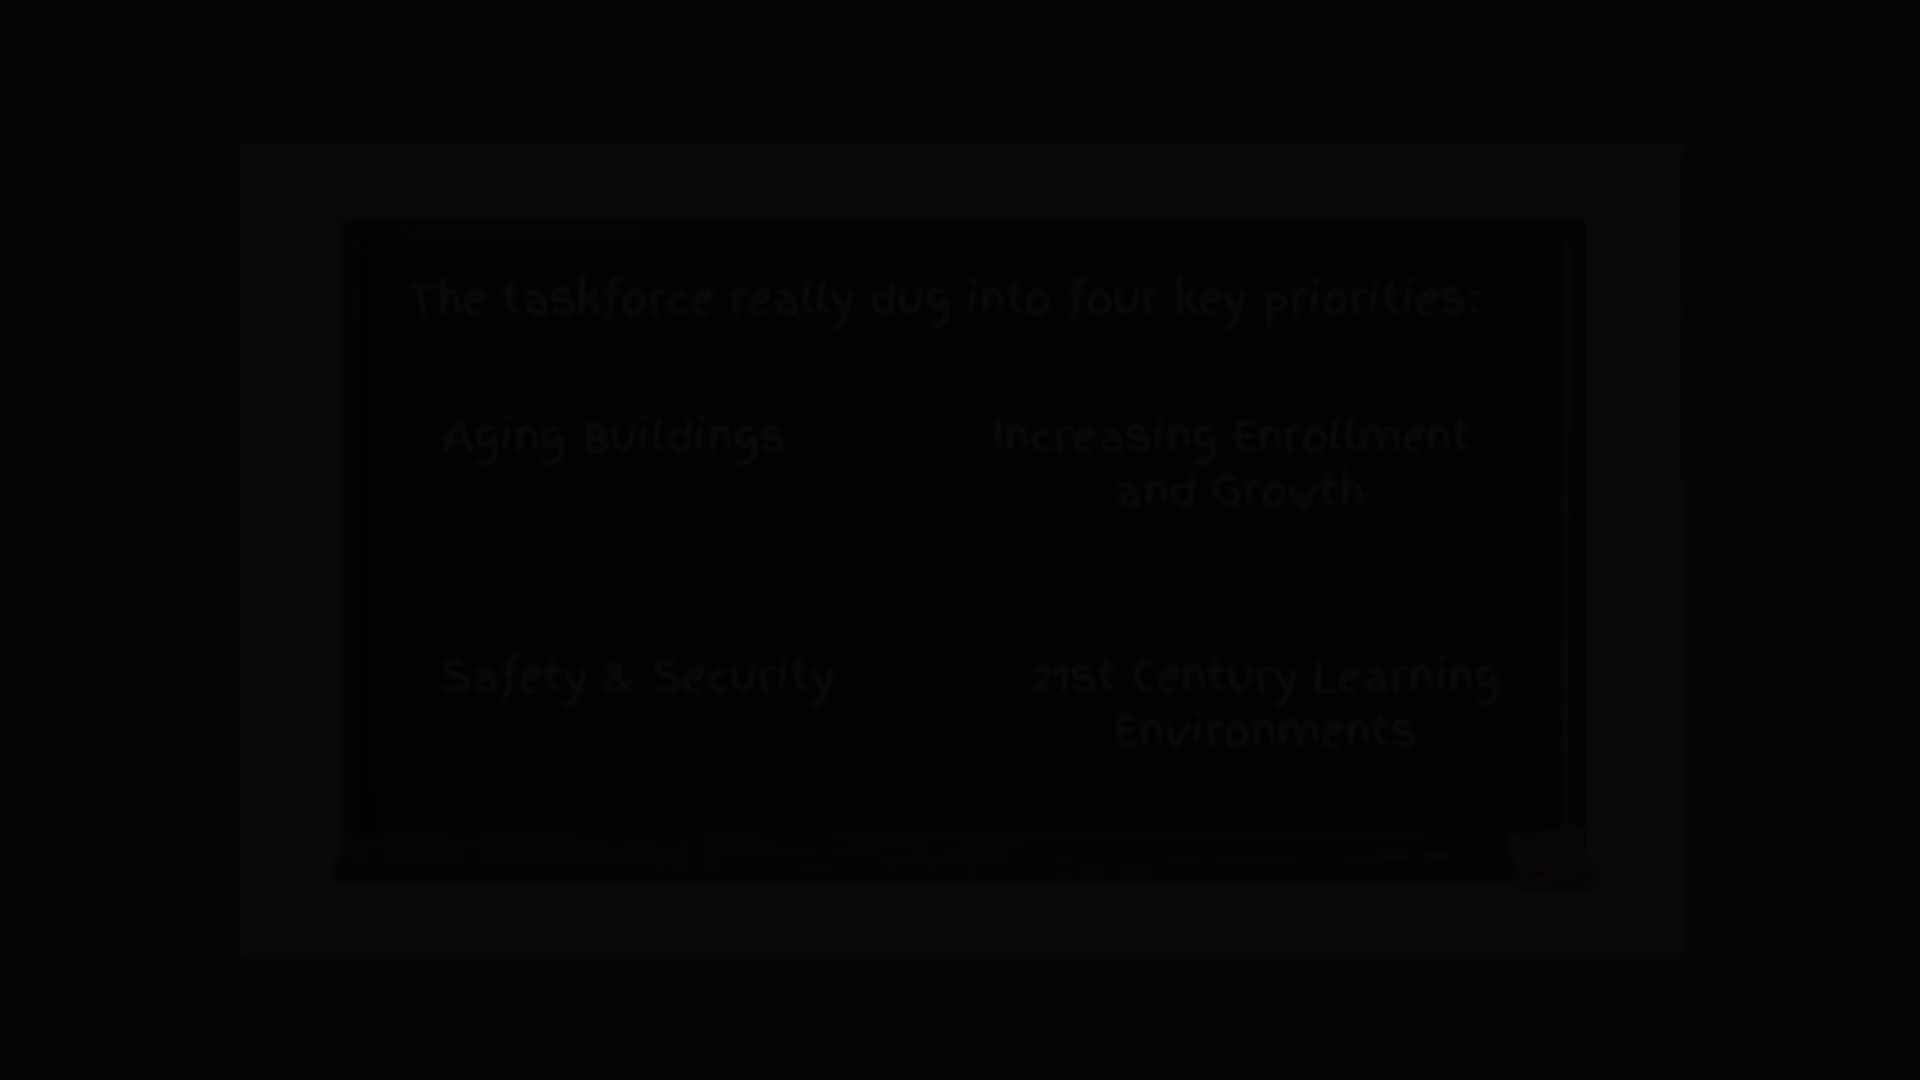 The taskforce really dug into four key priorities:
Aging Buildings
Increasing Enrollment
and Growth
Safety & Security
21st Century Learning
Environments